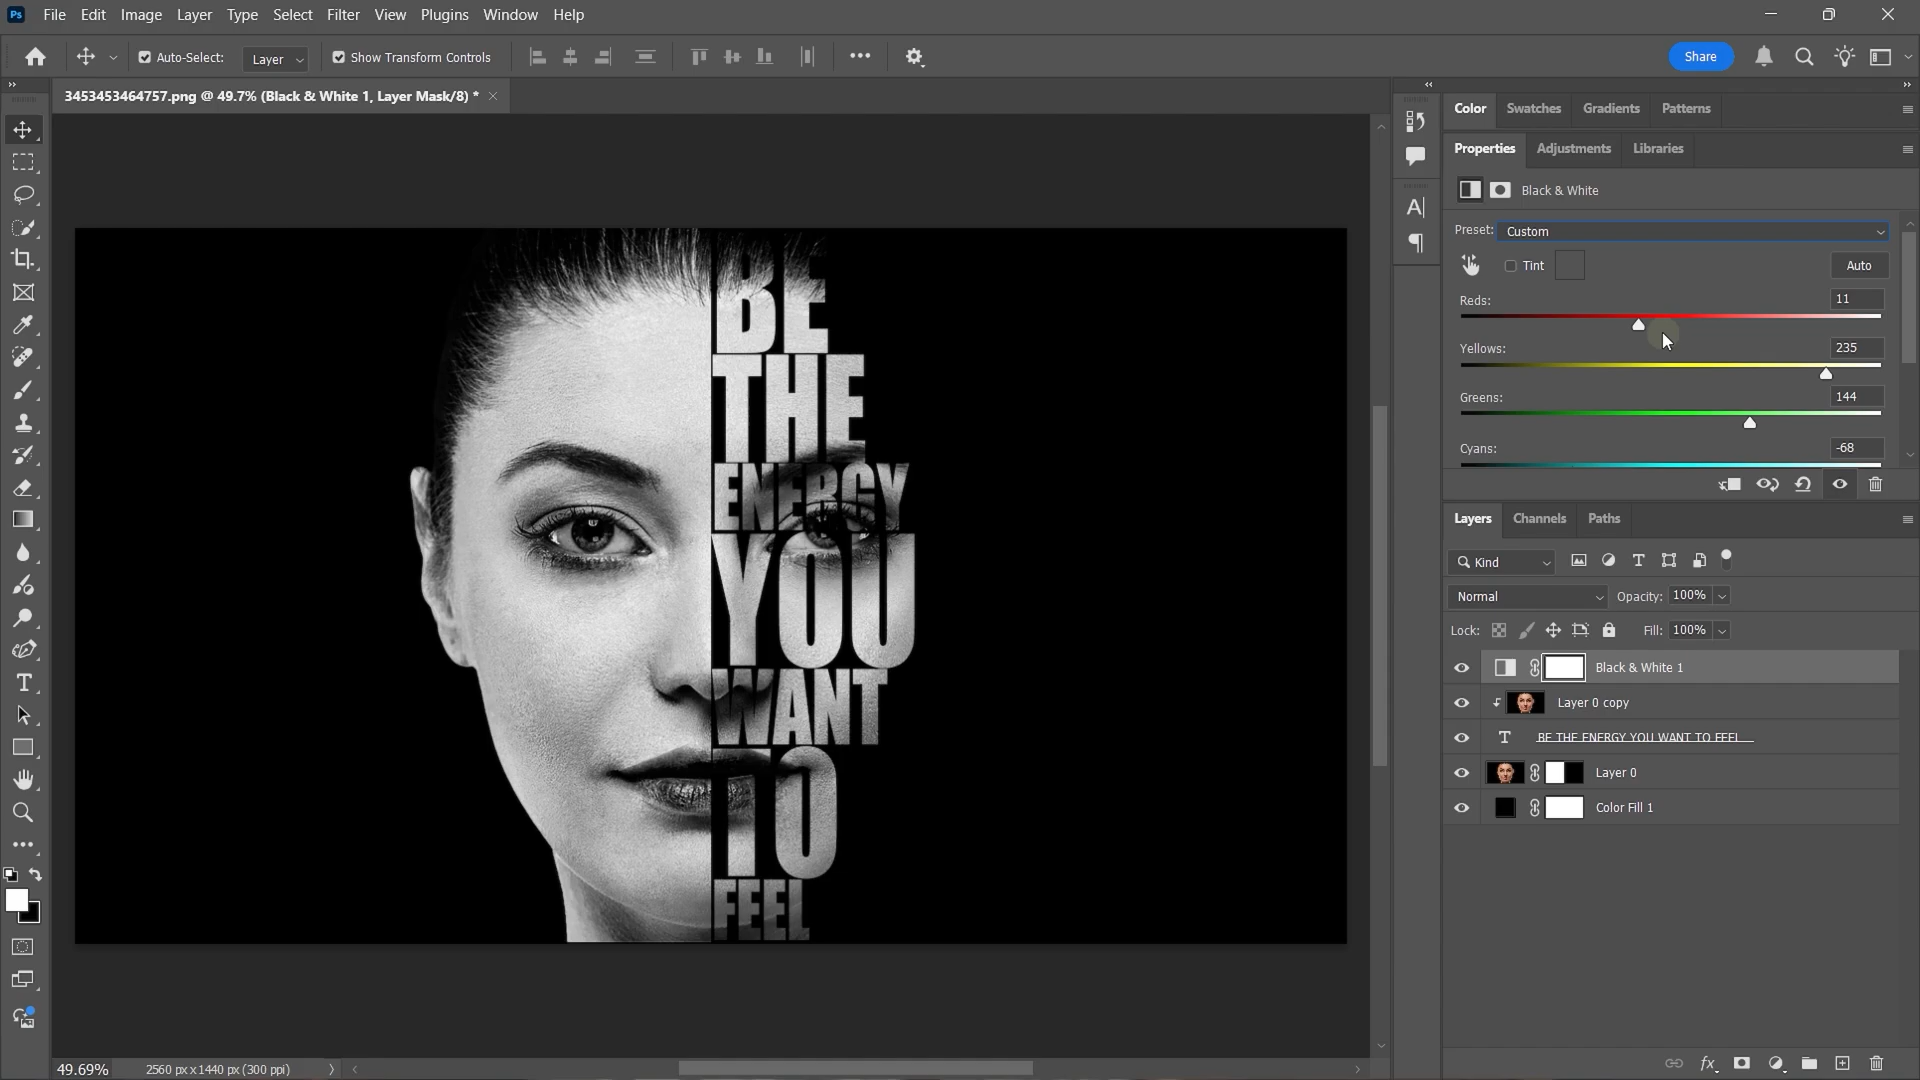 Ps File Edit Image Layer Type Select Filter View Plugins Window Help
Auto-Select: Layer Show Transform Controls Share
3453453464757.png @ 49.7% (Black & White 1, Layer Mask/8) *
Color Swatches Gradients Patterns
Properties Adjustments Libraries
Black & White
Preset: Custom
Tint Auto
Reds: 11
Yellows: 235
Greens: 144
Cyans: -68
BE
THE
ENERGY
YOU
WANT
TO
FEEL
Layers Channels Paths
Kind
Normal Opacity: 100%
Lock: Fill: 100%
Black & White 1
Layer 0 copy
BE THE ENERGY YOU WANT TO FEEL
Layer 0
Color Fill 1
49.69% 2560 px x 1440 px (300 ppi)